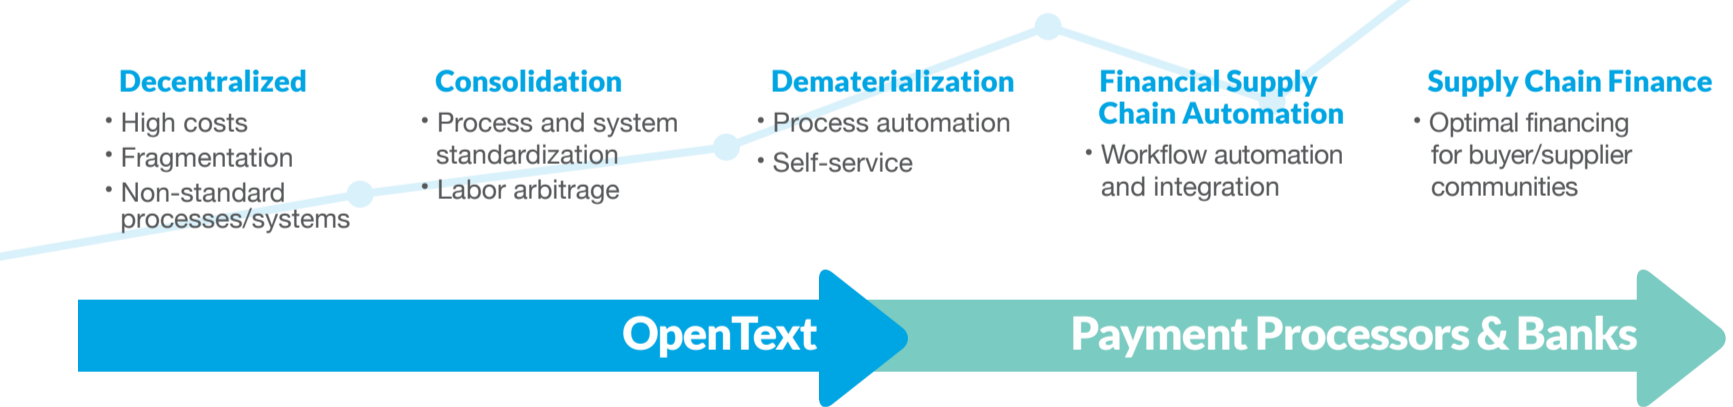 Decentralized
• High costs
• Fragmentation
• Non-standard
processes/systems
Consolidation
• Process and system
standardization
• Labor arbitrage
Dematerialization
• Process automation
• Self-service
Financial Supply
Chain Automation
• Workflow automation
and integration
Supply Chain Finance
• Optimal financing
for buyer/supplier
communities
OpenText
Payment Processors & Banks